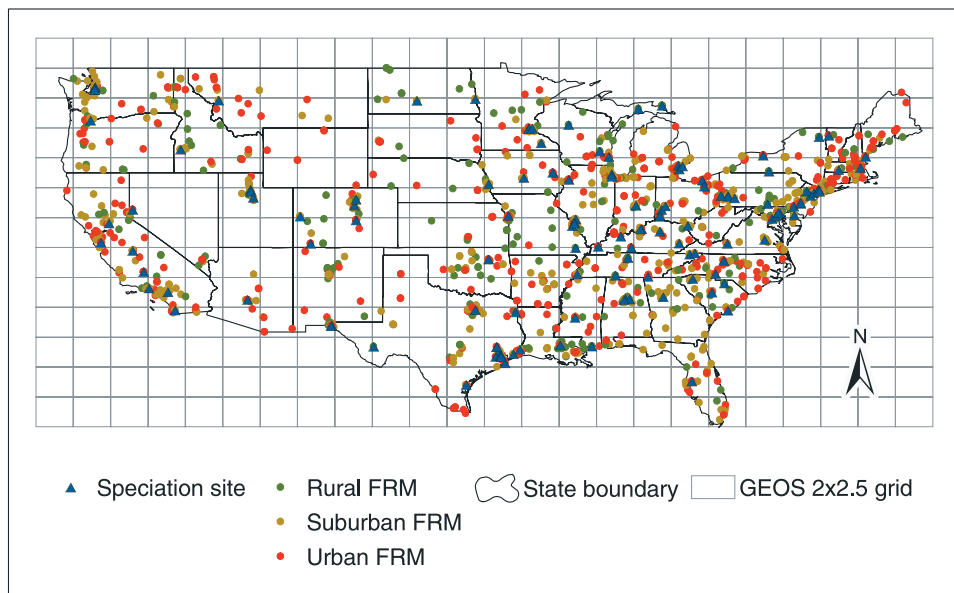 N
Speciation site
Rural FRM
State boundary
GEOS 2x2.5 grid
Suburban FRM
Urban FRM